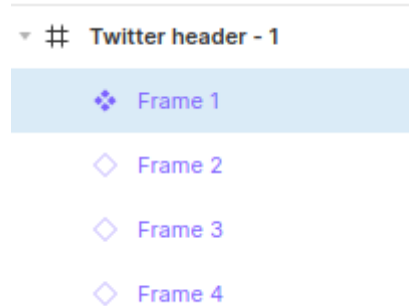 Twitter header - 1
Frame 1
Frame 2
Frame 3
Frame 4